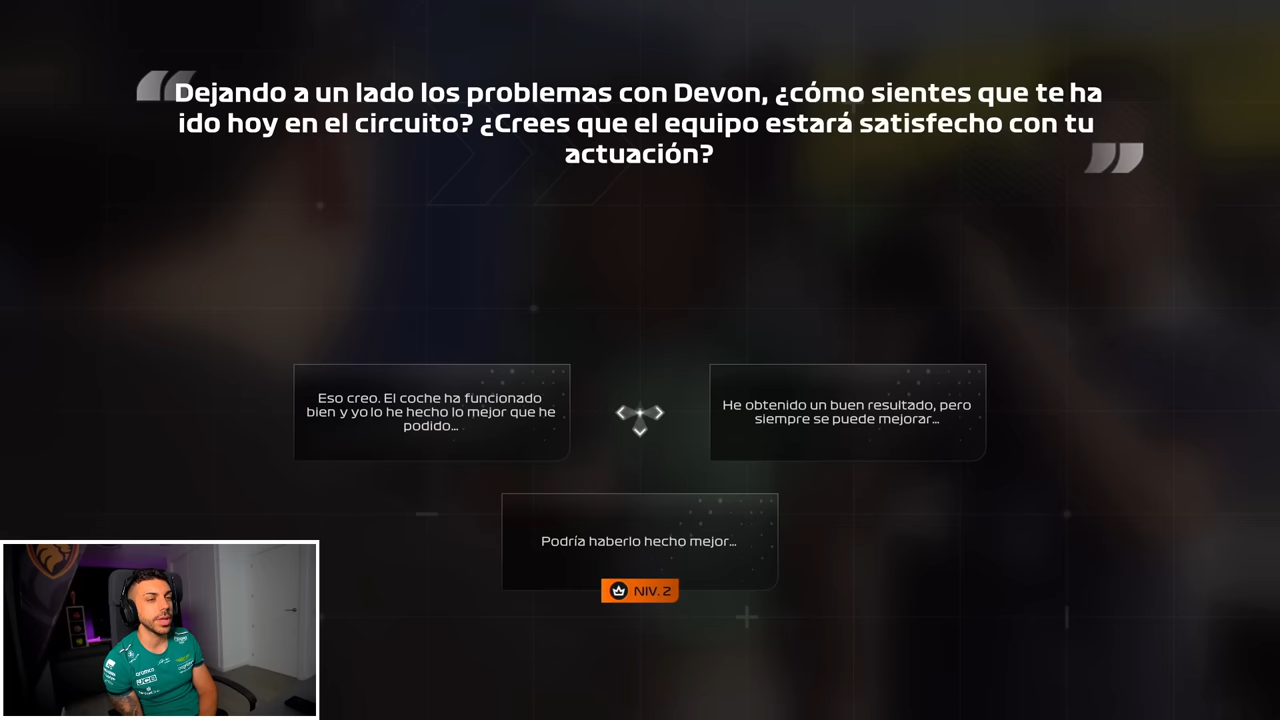 Dejando a un lado los problemas con Devon, ¿cómo sientes que te ha
ido hoy en el circuito? ¿Crees que el equipo estará satisfecho con tu
actuación?
Eso creo. El coche ha funcionado
bien y yo lo he hecho lo mejor que he
podido...
He obtenido un buen resultado, pero
siempre se puede mejorar...
Podría haberlo hecho mejor...
NIV. 2
aramco
JCB